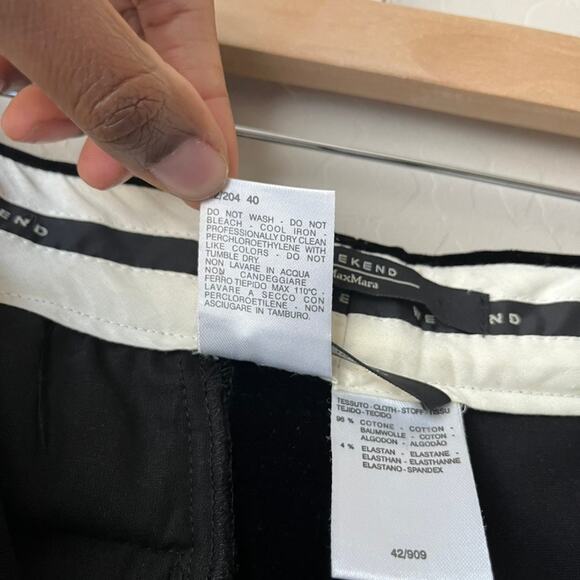 /204 40
DO NOT WASH - DO NOT
BLEACH - COOL IRON -
PROFESSIONALLY DRY CLEAN
PERCHLOROETHYLENE WITH
LIKE COLORS - DO NOT
TUMBLE DRY.
NON LAVARE IN ACQUA
NON CANDEGGIARE
FERRO TIEPIDO MAX 110°C -
LAVARE A SECCO CON
PERCLOROETILENE - NON
ASCIUGARE IN TAMBURO.
KEND
EKEND
MaxMara
E
WE
ND
TESSUTO-CLOTH-STOFF-TISSU
TEJIDO-TECIDO
96 % COTONE - COTTON -
BAUMWOLLE - COTON -
ALGODON - ALGODÃO
4 % ELASTAN - ELASTANE -
ELASTHAN - ELASTHANNE
ELASTANO-SPANDEX
42/909